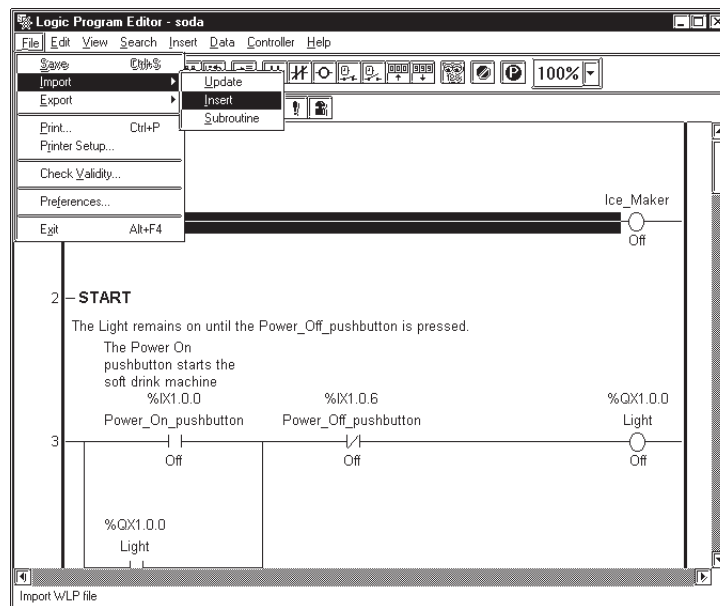 Logic Program Editor - soda
File Edit View Search Insert Data Controller Help
Save Ctrl+S
Import
Export
Print... Ctrl+P
Printer Setup...
Check Validity...
Preferences...
Exit Alt+F4
Update
Insert
Subroutine
100%
Ice_Maker
Off
2 START
The Light remains on until the Power_Off_pushbutton is pressed.
The Power On
pushbutton starts the
soft drink machine
%IX1.0.0 %IX1.0.6 %QX1.0.0
Power_On_pushbutton Power_Off_pushbutton Light
3
Off Off Off
%QX1.0.0
Light
Import WLP file